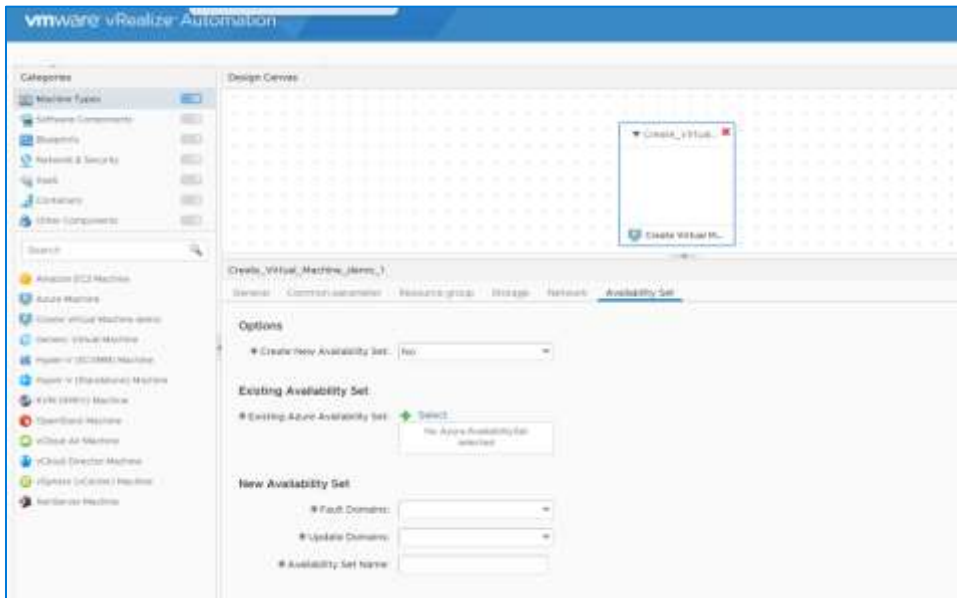 vmware vRealize Automation
Categories
Machine Types
Software Components
Blueprints
Network & Security
XaaS
Containers
Other Components
Search
Amazon EC2 Machine
Azure Machine
Create Virtual Machine demo
Generic Virtual Machine
Hyper-V (SCVMM) Machine
Hyper-V (Standalone) Machine
KVM (RHEV) Machine
OpenStack Machine
vCloud Air Machine
vCloud Director Machine
vSphere (vCenter) Machine
XenServer Machine
Design Canvas
Create_Virtual...
Create Virtual M...
Create_Virtual_Machine_demo_1
General Common parameter Resource group Storage Network Availability Set
Options
* Create New Availability Set: No
Existing Availability Set
* Existing Azure Availability Set: Select
No Azure AvailabilitySet
selected
New Availability Set
* Fault Domains:
* Update Domains:
* Availability Set Name: